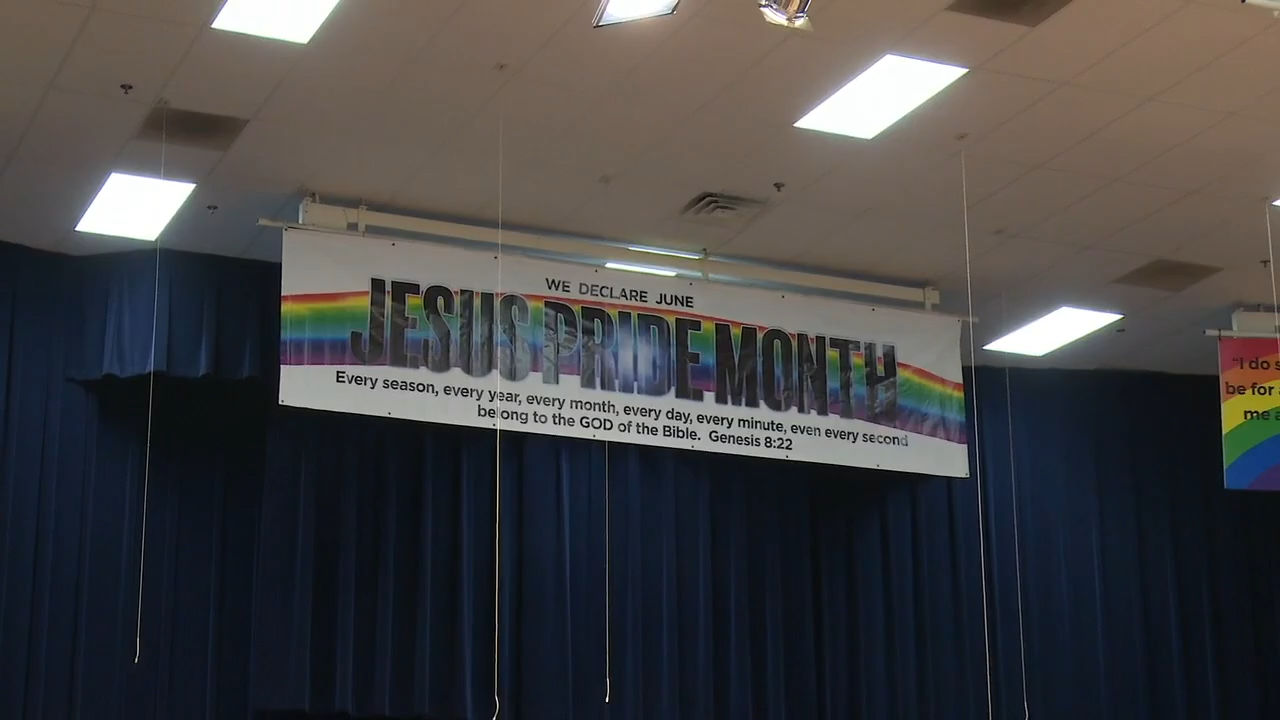 WE DECLARE JUNE
JESUS PRIDE MONTH
Every season, every year, every month, every day, every minute, even every second
belong to the GOD of the Bible. Genesis 8:22
"I do s
be for
me a